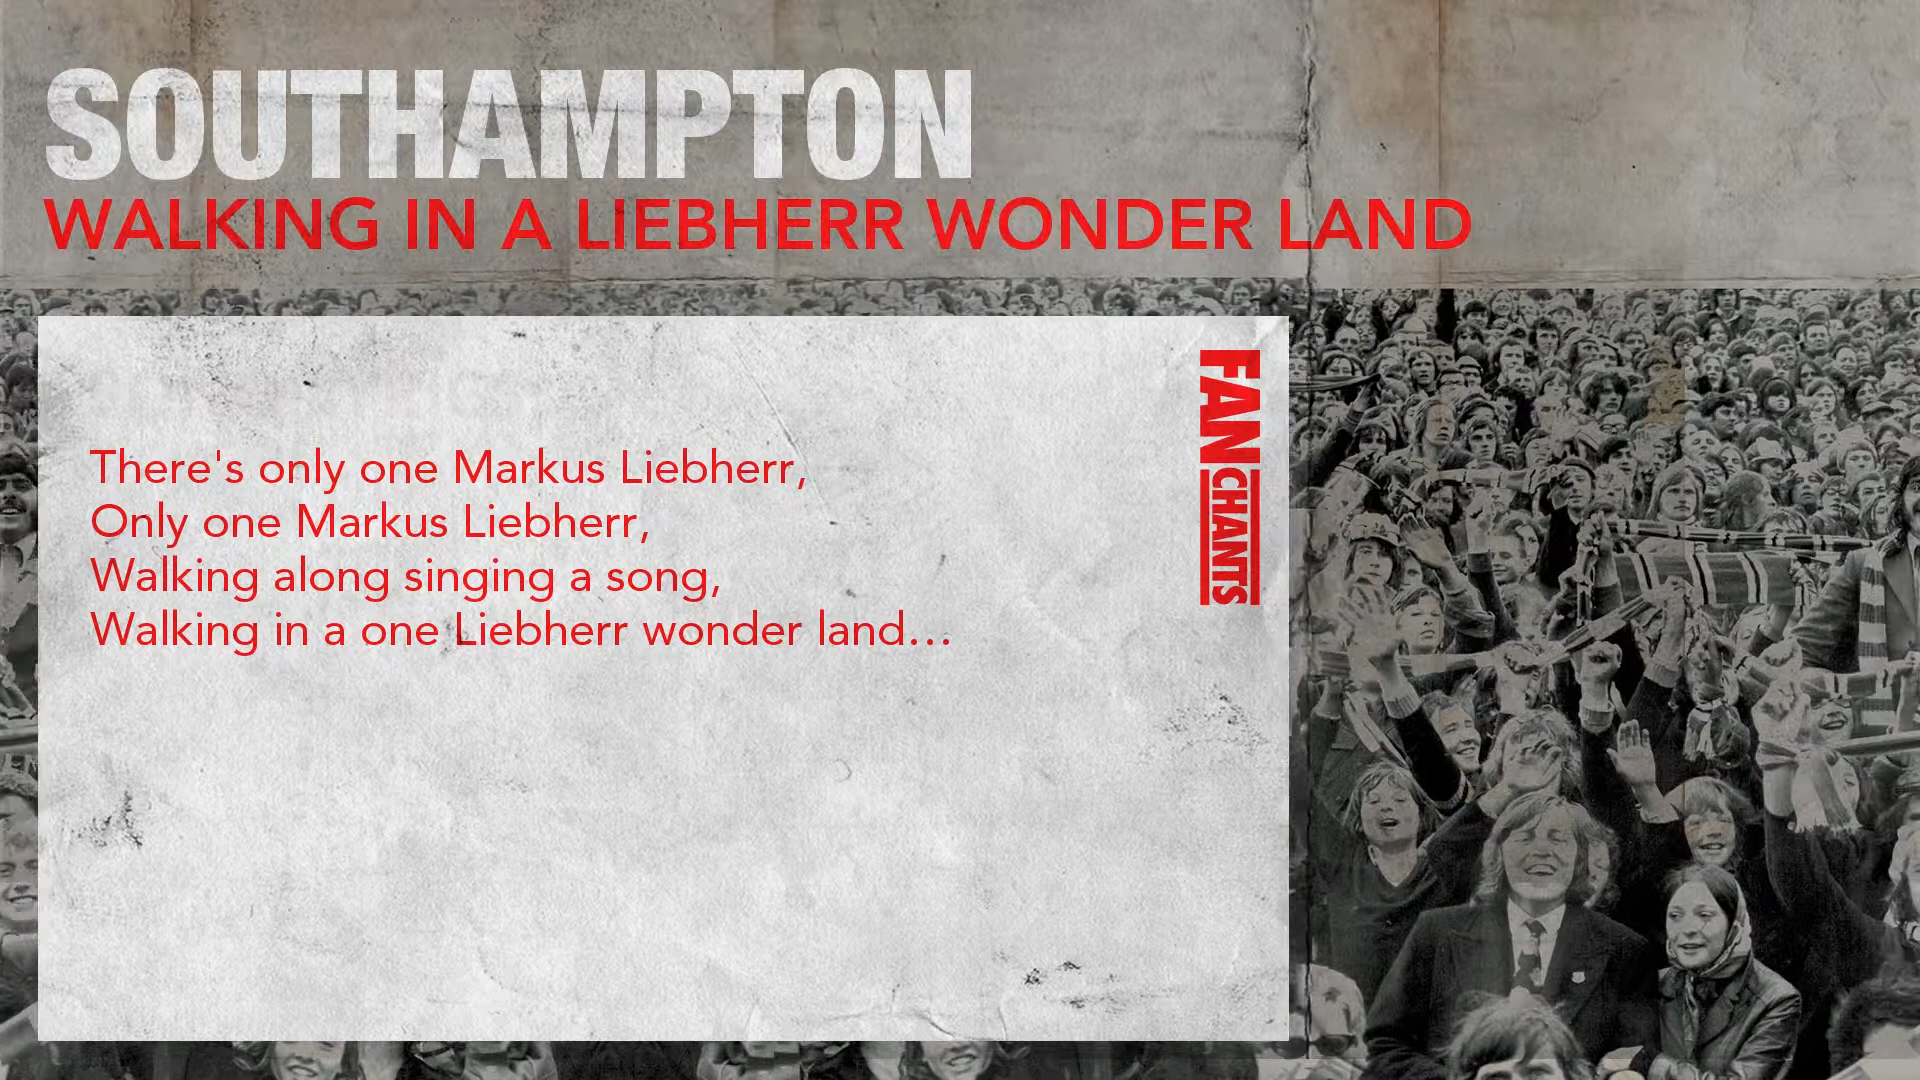 SOUTHAMPTON
WALKING IN A LIEBHERR WONDER LAND
FAN CHANTS
There's only one Markus Liebherr,
Only one Markus Liebherr,
Walking along singing a song,
Walking in a one Liebherr wonder land...